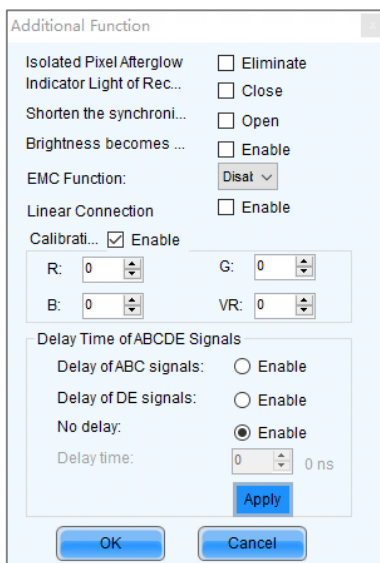 Additional Function
Isolated Pixel Afterglow Eliminate
Indicator Light of Rec... Close
Shorten the synchroni... Open
Brightness becomes ... Enable
EMC Function: Disal
Linear Connection Enable
Calibrati... Enable
R: 0 G: 0
B: 0 VR: 0
Delay Time of ABCDE Signals
Delay of ABC signals: Enable
Delay of DE signals: Enable
No delay: Enable
Delay time: 0 0 ns
Apply
OK Cancel